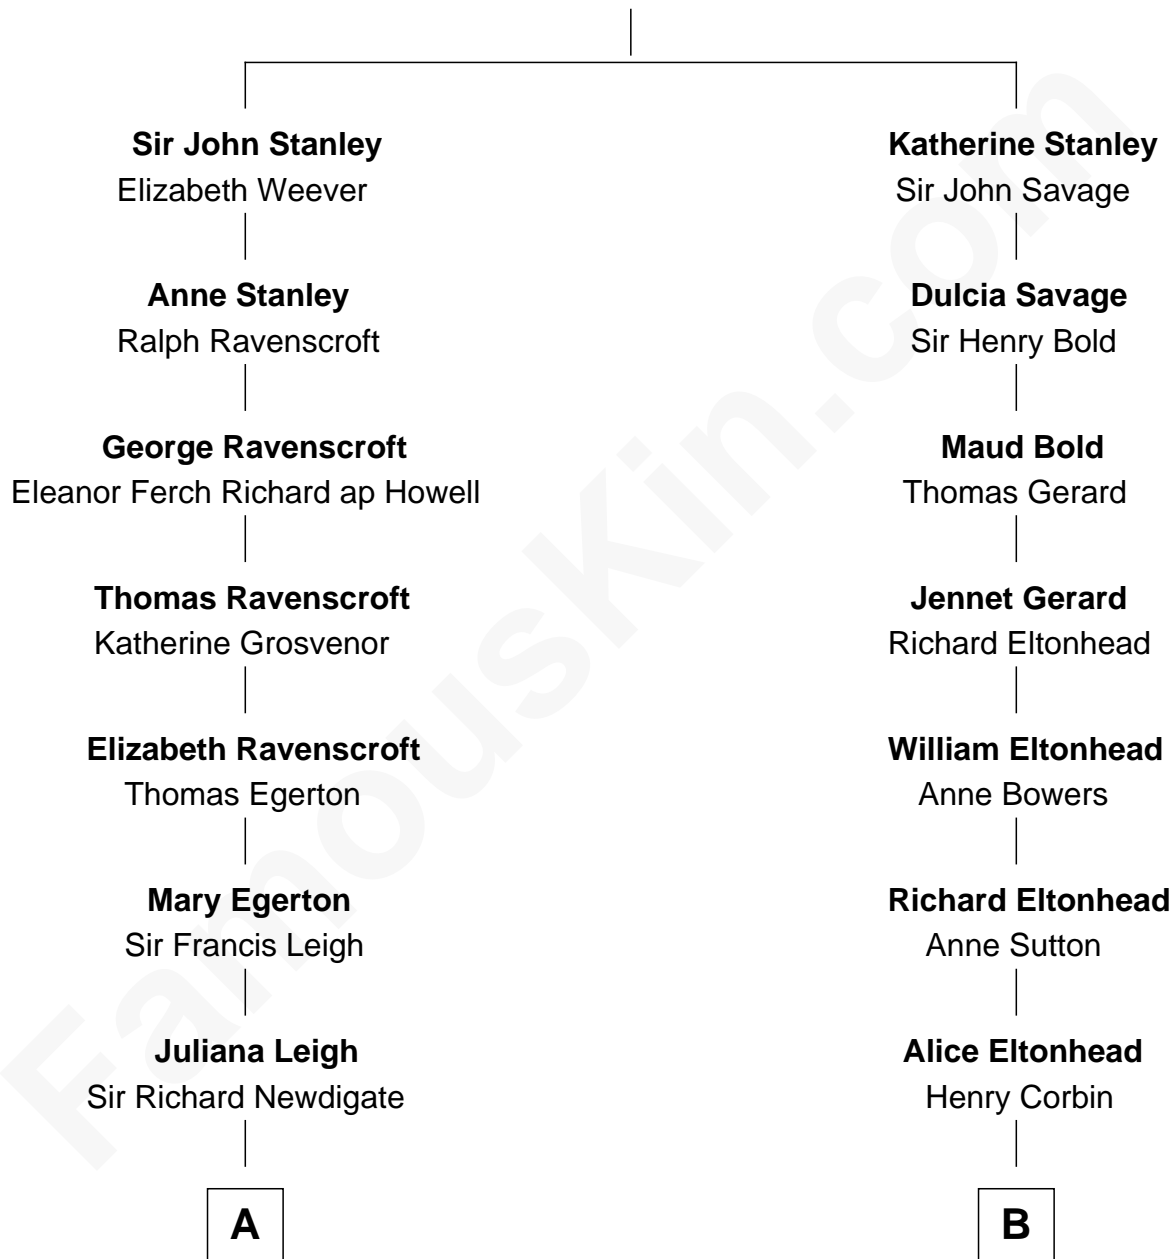 Sir John Stanley
Elizabeth Weever
Anne Stanley
Ralph Ravenscroft
George Ravenscroft
Eleanor Ferch Richard ap Howell
Thomas Ravenscroft
Katherine Grosvenor
Elizabeth Ravenscroft
Thomas Egerton
Mary Egerton
Sir Francis Leigh
Juliana Leigh
Sir Richard Newdigate
A
Katherine Stanley
Sir John Savage
Dulcia Savage
Sir Henry Bold
Maud Bold
Thomas Gerard
Jennet Gerard
Richard Eltonhead
William Eltonhead
Anne Bowers
Richard Eltonhead
Anne Sutton
Alice Eltonhead
Henry Corbin
B
FamousKin.com